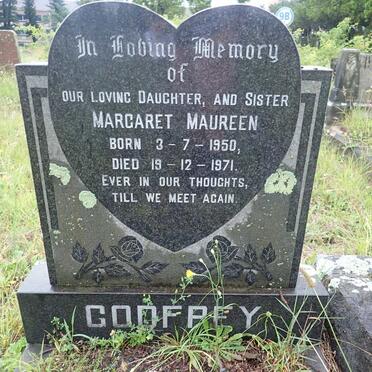 98
In Loving Memory
of
OUR LOVING DAUGHTER, AND SISTER
MARGARET MAUREEN
BORN 3-7-1950,
DIED 19-12-1971.
EVER IN OUR THOUGHTS,
TILL WE MEET AGAIN.
GODFREY